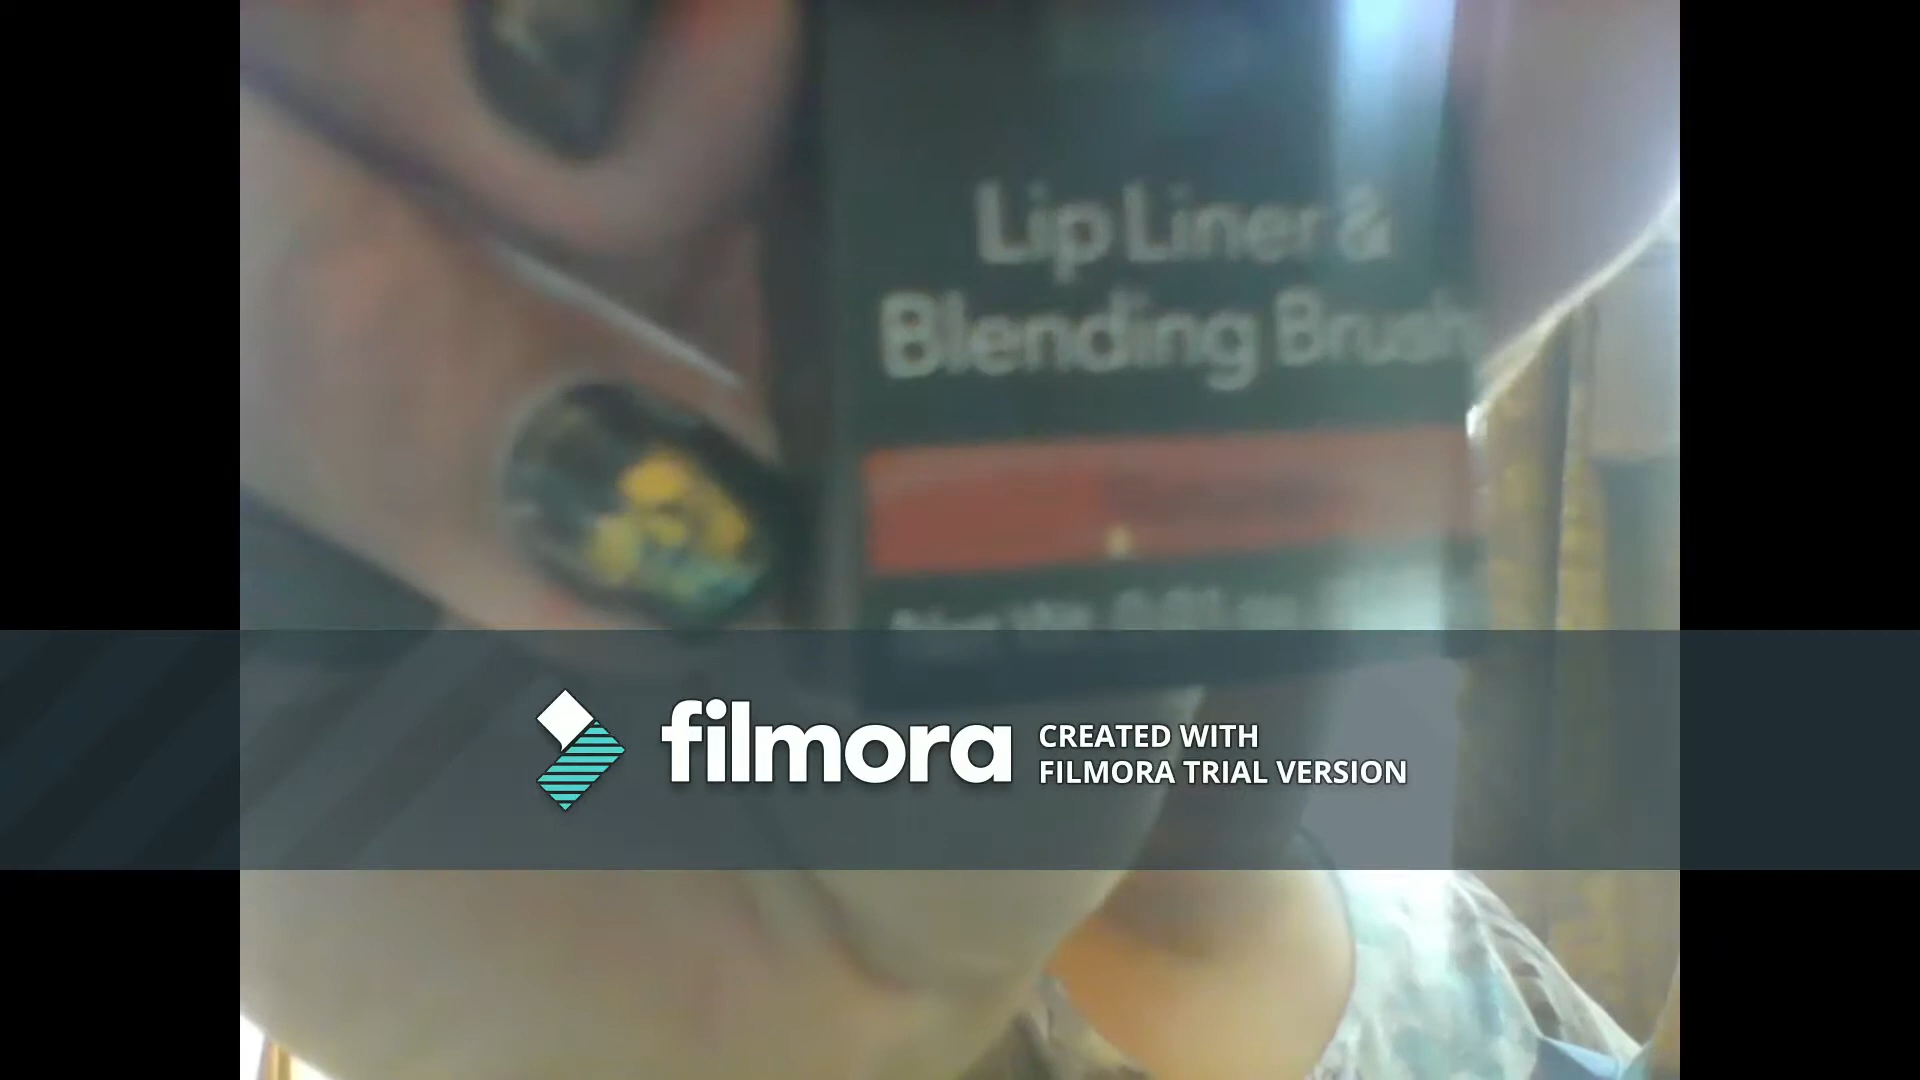 Lip Liner &
Blending Brush
filmora
CREATED WITH
FILMORA TRIAL VERSION